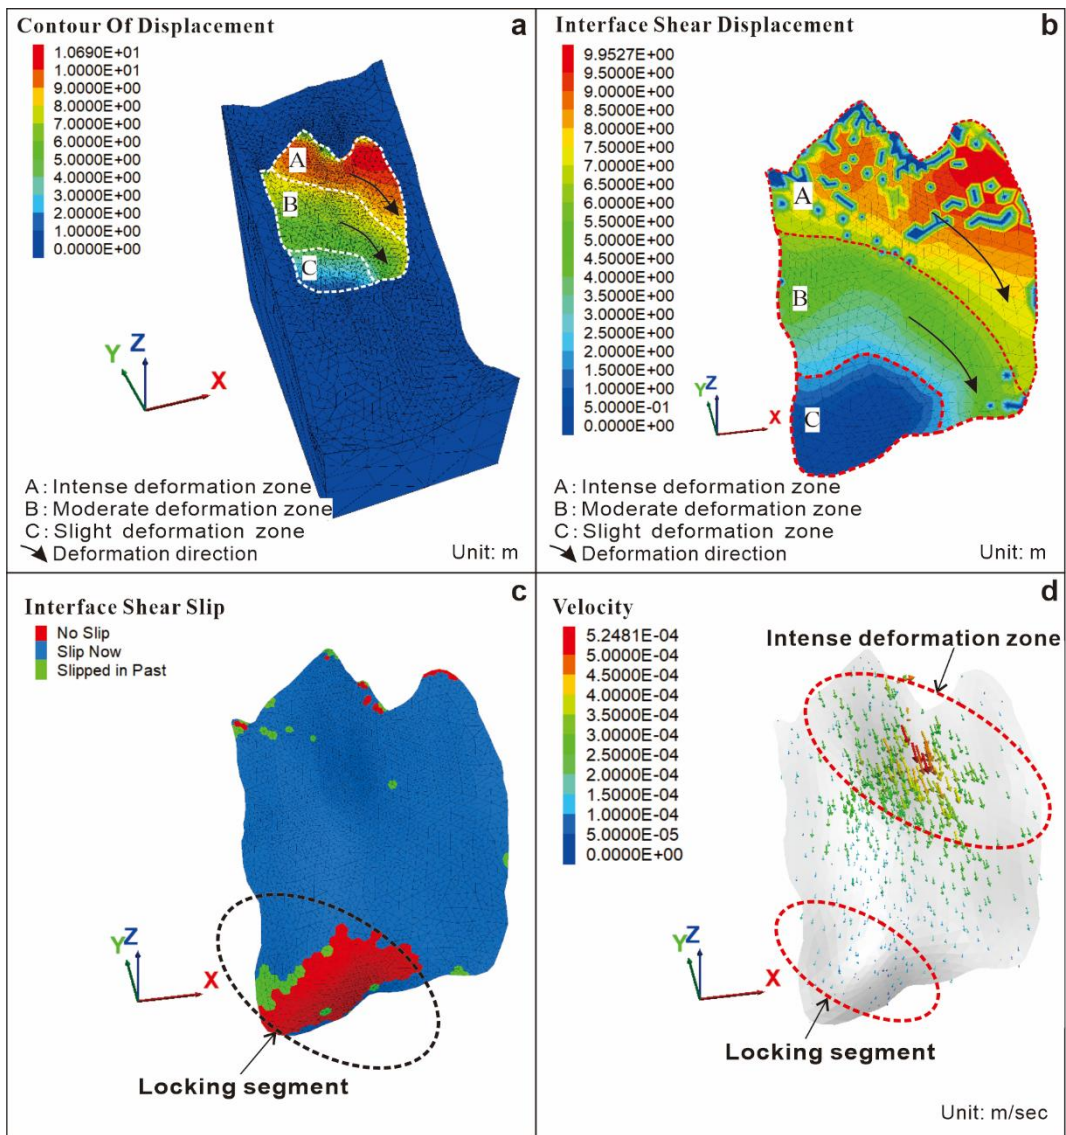 Contour Of Displacement
a
1.0690E+01
1.0000E+01
9.0000E+00
8.0000E+00
7.0000E+00
6.0000E+00
5.0000E+00
4.0000E+00
3.0000E+00
2.0000E+00
1.0000E+00
0.0000E+00
A
B
C
Y
Z
X
A: Intense deformation zone
B: Moderate deformation zone
C: Slight deformation zone
Deformation direction
Unit: m
Interface Shear Displacement
b
9.9527E+00
9.5000E+00
9.0000E+00
8.5000E+00
8.0000E+00
7.5000E+00
7.0000E+00
6.5000E+00
6.0000E+00
5.5000E+00
5.0000E+00
4.5000E+00
4.0000E+00
3.5000E+00
3.0000E+00
2.5000E+00
2.0000E+00
1.5000E+00
1.0000E+00
5.0000E-01
0.0000E+00
A
B
C
Y
Z
X
A: Intense deformation zone
B: Moderate deformation zone
C: Slight deformation zone
Deformation direction
Unit: m
Interface Shear Slip
c
No Slip
Slip Now
Slipped in Past
Y
Z
X
Locking segment
Velocity
d
5.2481E-04
5.0000E-04
4.5000E-04
4.0000E-04
3.5000E-04
3.0000E-04
2.5000E-04
2.0000E-04
1.5000E-04
1.0000E-04
5.0000E-05
0.0000E+00
Intense deformation zone
Y
Z
X
Locking segment
Unit: m/sec